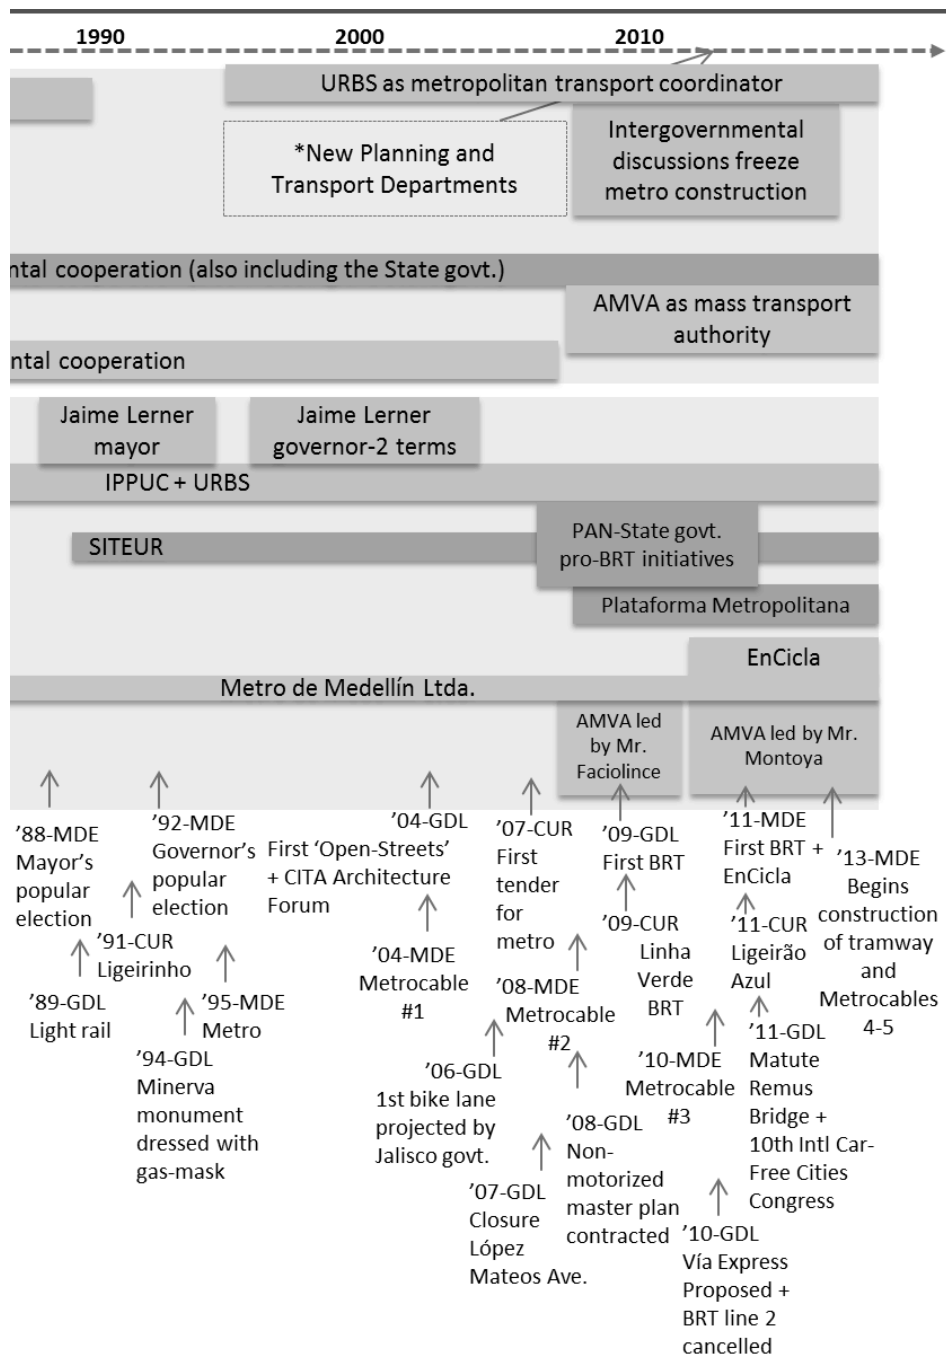 1990 2000 2010
URBS as metropolitan transport coordinator
*New Planning and
Transport Departments
Intergovernmental
discussions freeze
metro construction
ntal cooperation (also including the State govt.)
AMVA as mass transport
authority
ntal cooperation
Jaime Lerner
mayor
Jaime Lerner
governor-2 terms
IPPUC + URBS
PAN-State govt.
pro-BRT initiatives
SITEUR
Plataforma Metropolitana
EnCicla
Metro de Medellín Ltda.
AMVA led
by Mr.
Faciolince
AMVA led by Mr.
Montoya
’88-MDE
Mayor’s
popular
election
’89-GDL
Light rail
’91-CUR
Ligeirinho
’92-MDE
Governor’s
popular
election
’94-GDL
Minerva
monument
dressed with
gas-mask
’95-MDE
Metro
’04-GDL
First ‘Open-Streets’
+ CITA Architecture
Forum
’04-MDE
Metrocable
#1
’06-GDL
1st bike lane
projected by
Jalisco govt.
’07-CUR
First
tender
for
metro
’07-GDL
Closure
López
Mateos Ave.
’08-MDE
Metrocable
#2
’08-GDL
Non-
motorized
master plan
contracted
’09-GDL
First BRT
’09-CUR
Linha
Verde
BRT
’10-MDE
Metrocable
#3
’10-GDL
Vía Express
Proposed +
BRT line 2
cancelled
’11-MDE
First BRT +
EnCicla
’11-CUR
Ligeirão
Azul
’11-GDL
Matute
Remus
Bridge +
10th Intl Car-
Free Cities
Congress
’13-MDE
Begins
construction
of tramway
and
Metrocables
4-5